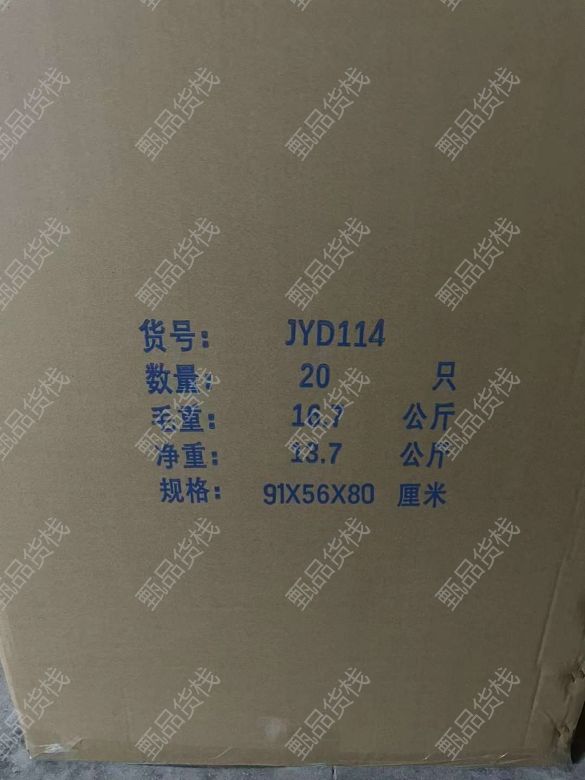 货号: JYD114
数量: 20 只
毛重: 16.7 公斤
净重: 13.7 公斤
规格: 91X56X80 厘米
甄品货栈